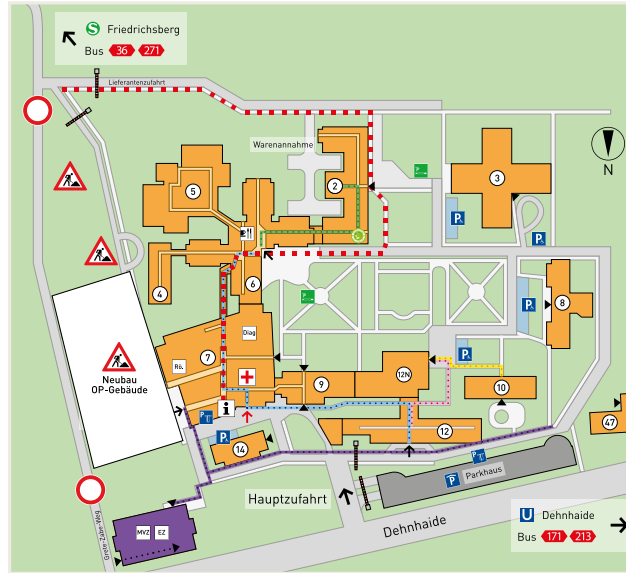 S Friedrichsberg
Bus 36 271
Lieferantenzufahrt
Warenannahme
N
2
3
5
4
6
8
Diag
7
Rö.
Neubau
OP-Gebäude
i
9
12N
10
12
14
47
P
Parkhaus
Hauptzufahrt
Dehnhaide
Grete-Zabe-Weg
MVZ
EZ
U Dehnhaide
Bus 171 213